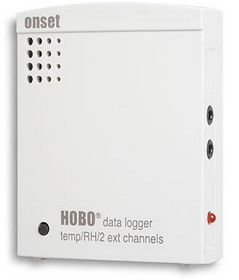 onset
HOBO® data logger
temp/RH/2 ext channels